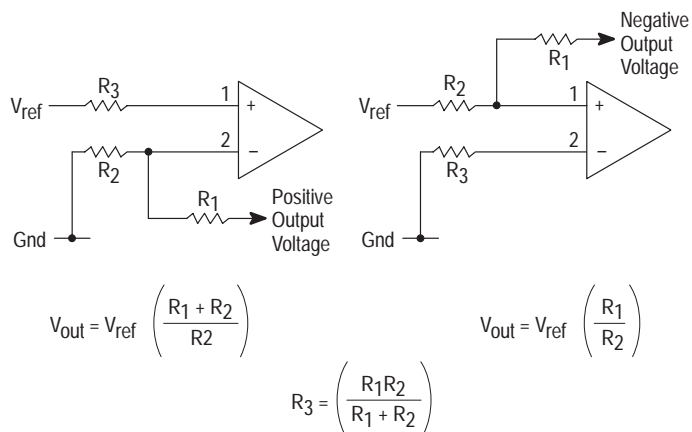 Negative
Output
Voltage
R1
R3
R2
Vref
1
+
Vref
1
+
2
–
2
–
R2
R3
R1
Positive
Output
Voltage
Gnd
Gnd
Vout = Vref (R1 + R2 / R2)
Vout = Vref (R1 / R2)
R3 = (R1R2 / R1 + R2)